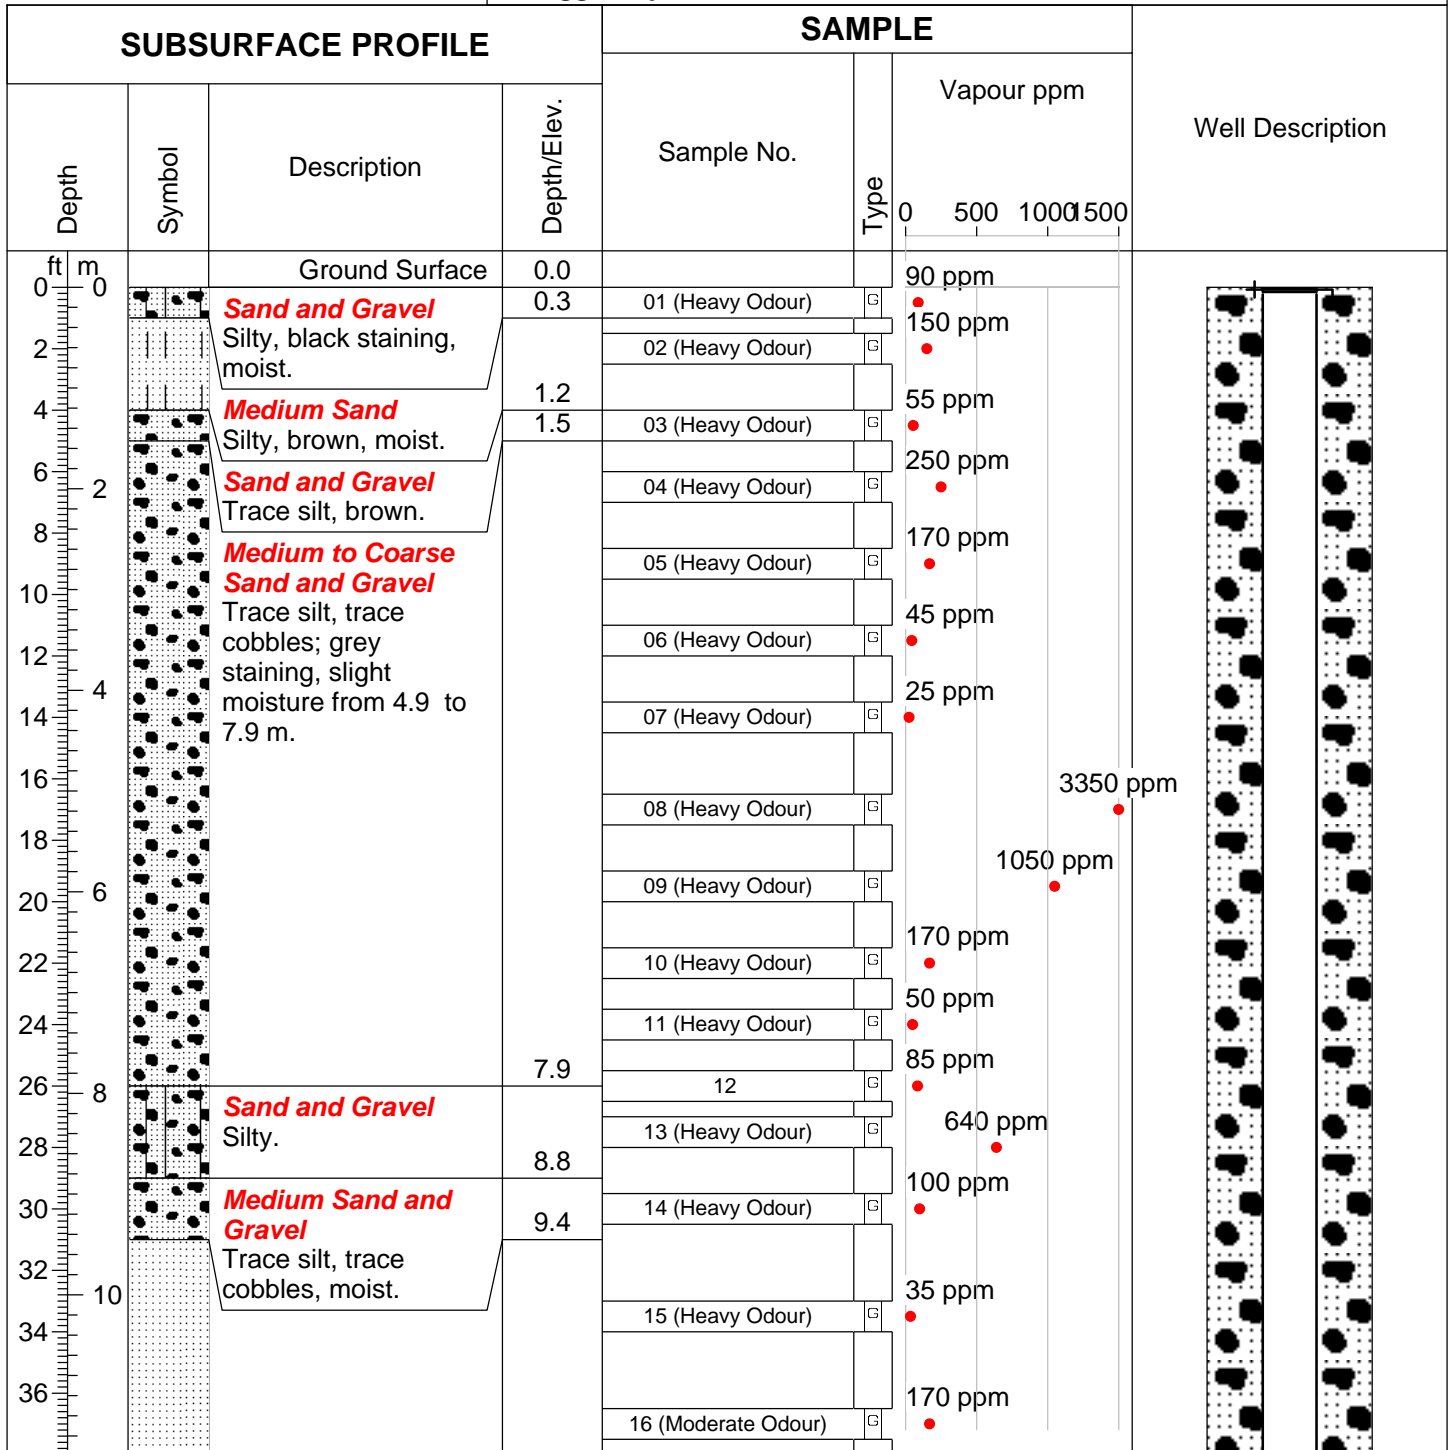 SUBSURFACE PROFILE
SAMPLE
Depth
Symbol
Description
Depth/Elev.
Sample No.
Type
Vapour ppm
0 500 1000 1500
Well Description
ft m
Ground Surface 0.0
0 0
Sand and Gravel
Silty, black staining,
moist.
0.3
01 (Heavy Odour) G 90 ppm
2
02 (Heavy Odour) G 150 ppm
1.2
4
Medium Sand
Silty, brown, moist.
1.5
03 (Heavy Odour) G 55 ppm
6
2
Sand and Gravel
Trace silt, brown.
04 (Heavy Odour) G 250 ppm
8
Medium to Coarse
Sand and Gravel
Trace silt, trace
cobbles; grey
staining, slight
moisture from 4.9 to
7.9 m.
05 (Heavy Odour) G 170 ppm
10
06 (Heavy Odour) G 45 ppm
12
4
14
07 (Heavy Odour) G 25 ppm
16
08 (Heavy Odour) G 3350 ppm
18
09 (Heavy Odour) G 1050 ppm
20
6
22
10 (Heavy Odour) G 170 ppm
24
11 (Heavy Odour) G 50 ppm
7.9
26
8
12 G 85 ppm
Sand and Gravel
Silty.
13 (Heavy Odour) G 640 ppm
28
8.8
Medium Sand and
Gravel
Trace silt, trace
cobbles, moist.
30
14 (Heavy Odour) G 100 ppm
9.4
32
10
15 (Heavy Odour) G 35 ppm
34
36
16 (Moderate Odour) G 170 ppm